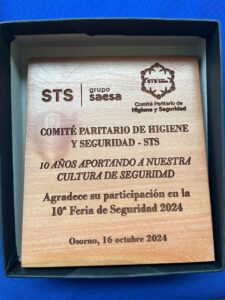 STS grupo saesa
STS
Comité Paritario de
Higiene y Seguridad
COMITÉ PARITARIO DE HIGIENE
Y SEGURIDAD - STS
10 AÑOS APORTANDO A NUESTRA
CULTURA DE SEGURIDAD
Agradece su participación en la
10ª Feria de Seguridad 2024
Osorno, 16 octubre 2024